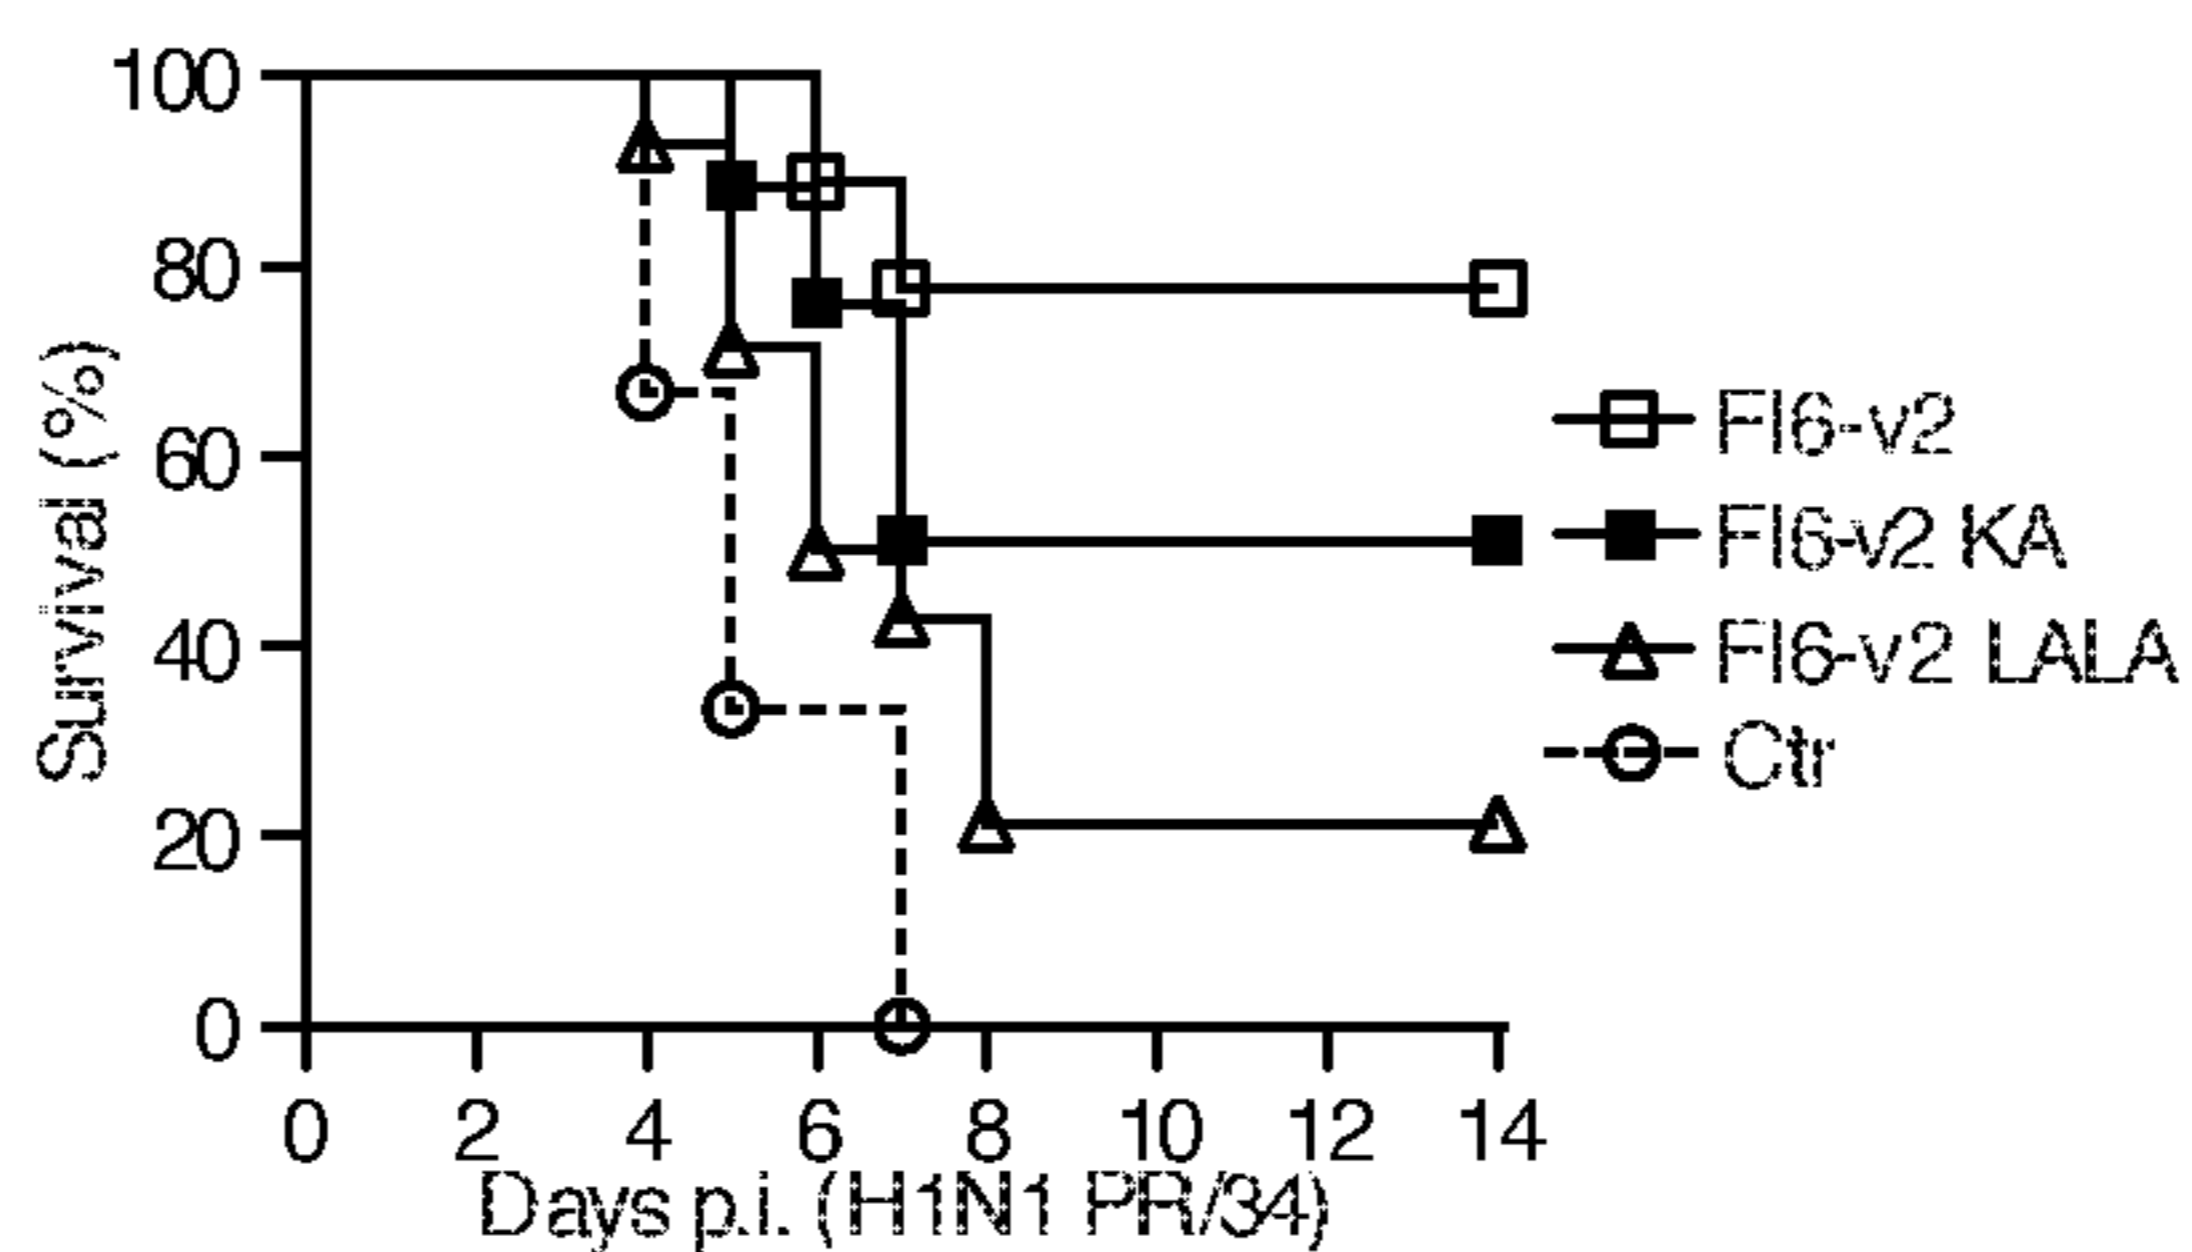 Survival (%)
100
80
60
40
20
0
0 2 4 6 8 10 12 14
Days p.i. (H1N1 PR/34)
FI6-v2
FI6-v2 KA
FI6-v2 LALA
Ctr